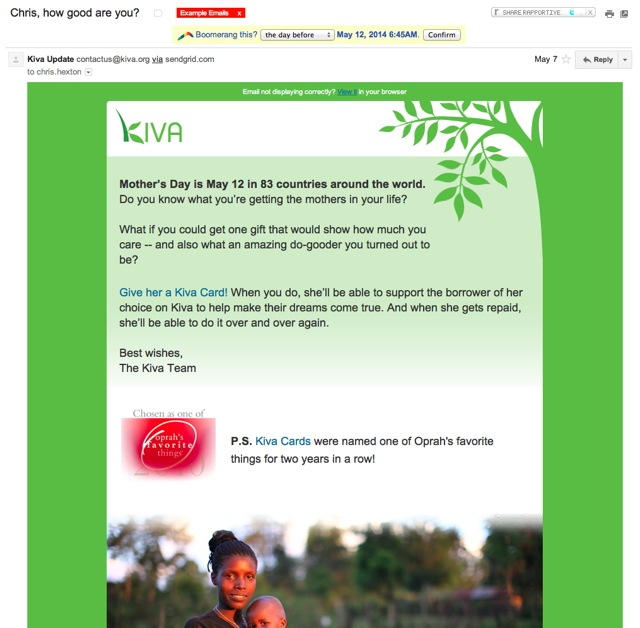 Chris, how good are you?
Example Emails x
SHARE RAPPORTIVE
Boomerang this? the day before May 12, 2014 6:45AM. Confirm
Kiva Update contactus@kiva.org via sendgrid.com
May 7
Reply
to chris.hexton
Email not displaying correctly? View it in your browser
KIVA
Mother's Day is May 12 in 83 countries around the world.
Do you know what you're getting the mothers in your life?
What if you could get one gift that would show how much you
care -- and also what an amazing do-gooder you turned out to
be?
Give her a Kiva Card! When you do, she'll be able to support the borrower of her
choice on Kiva to help make their dreams come true. And when she gets repaid,
she'll be able to do it over and over again.
Best wishes,
The Kiva Team
Chosen as one of
oprah's
favorite
things
P.S. Kiva Cards were named one of Oprah's favorite
things for two years in a row!